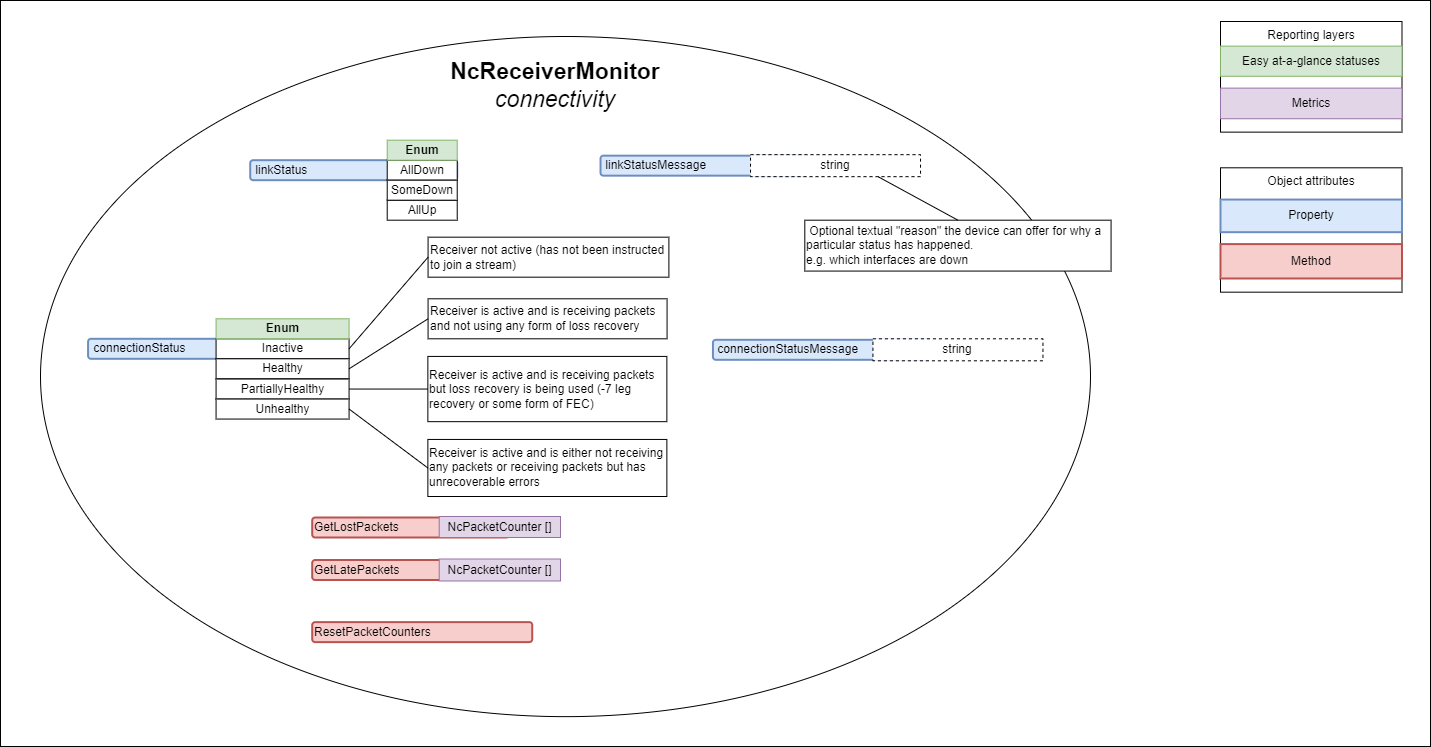 NcReceiverMonitor
connectivity
Reporting layers
Easy at-a-glance statuses
Metrics
Object attributes
Property
Method
linkStatus
Enum
AllDown
SomeDown
AllUp
linkStatusMessage
string
Optional textual "reason" the device can offer for why a
particular status has happened.
e.g. which interfaces are down
connectionStatus
Enum
Inactive
Healthy
PartiallyHealthy
Unhealthy
Receiver not active (has not been instructed
to join a stream)
Receiver is active and is receiving packets
and not using any form of loss recovery
Receiver is active and is receiving packets
but loss recovery is being used (-7 leg
recovery or some form of FEC)
Receiver is active and is either not receiving
any packets or receiving packets but has
unrecoverable errors
connectionStatusMessage
string
GetLostPackets
NcPacketCounter []
GetLatePackets
NcPacketCounter []
ResetPacketCounters